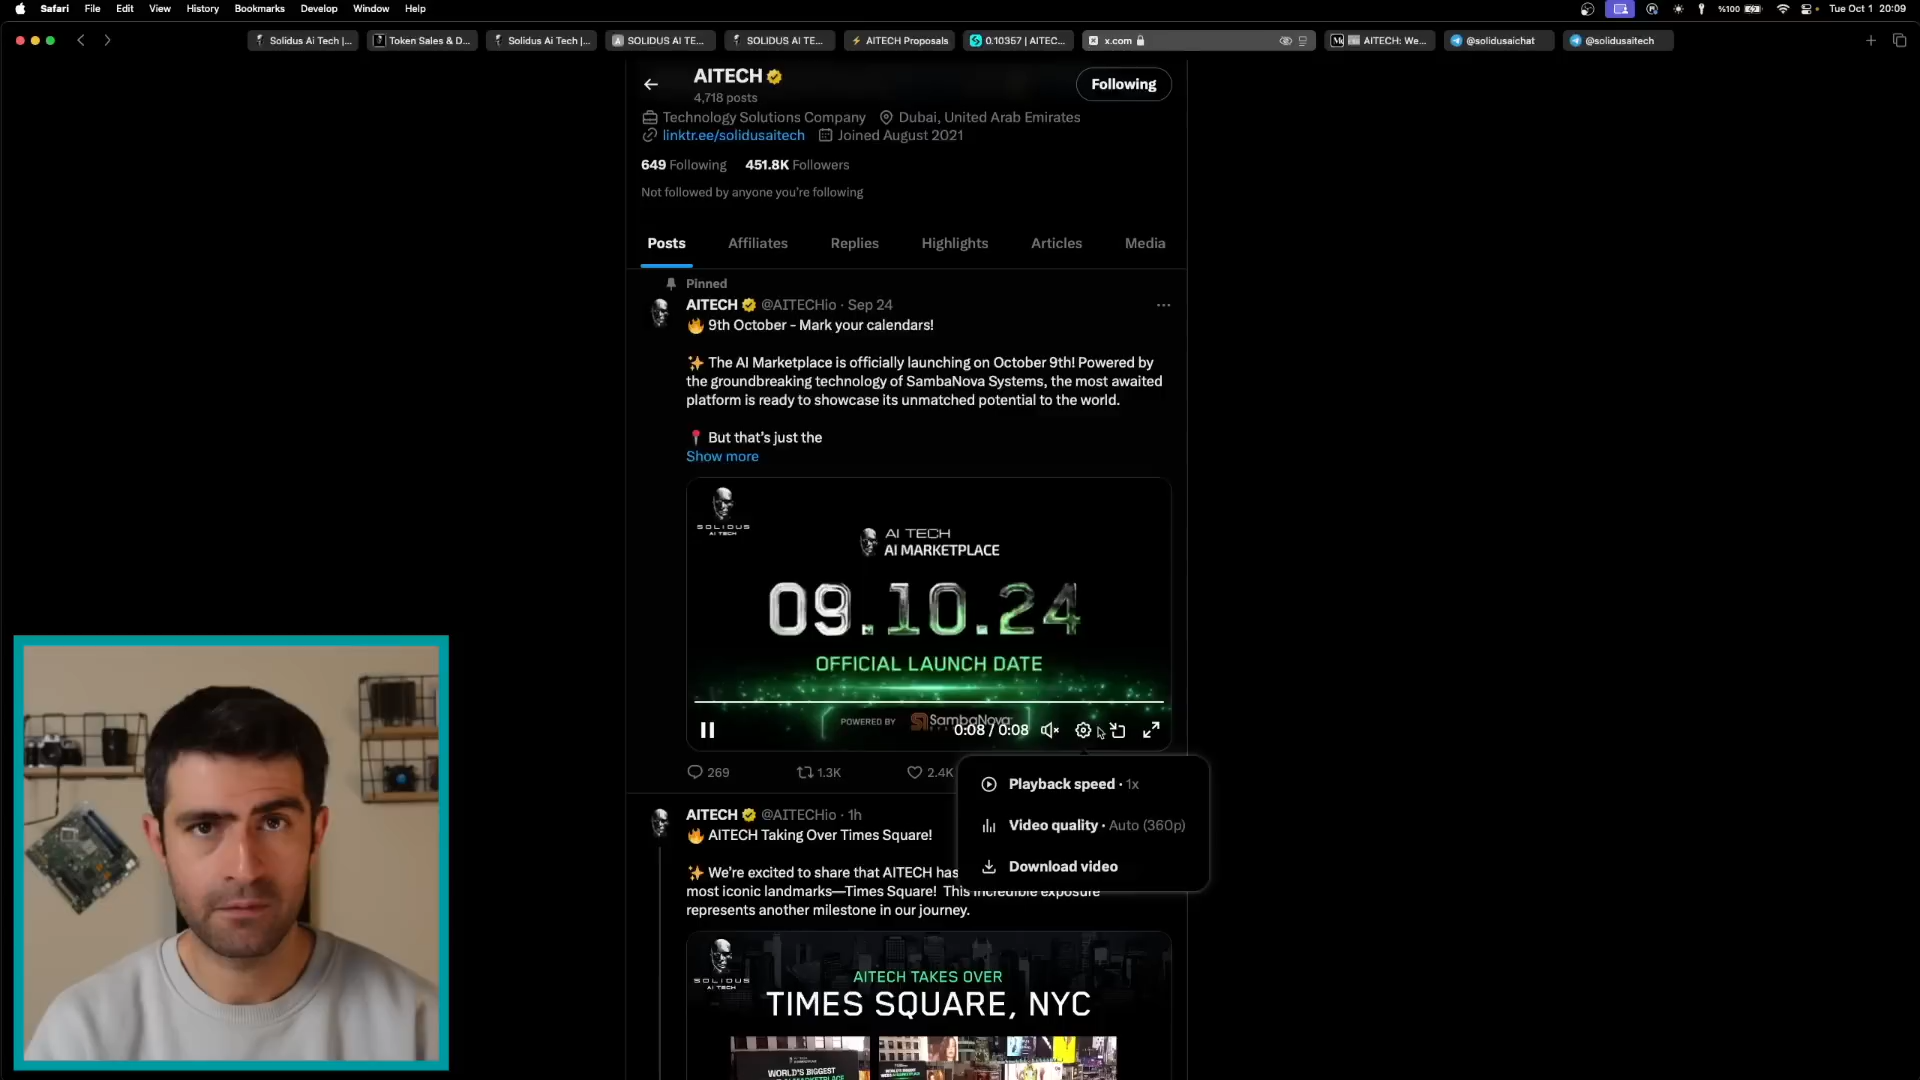 Safari File Edit View History Bookmarks Develop Window Help
%100 Tue Oct 1 20:09
Solidus Ai Tech |...
Token Sales & D...
Solidus Ai Tech |...
SOLIDUS AI TE...
SOLIDUS AI TE...
AITECH Proposals
0.10357 | AITEC...
x.com
AITECH: We...
@solidusaichat
@solidusaitech
AITECH
4,718 posts
Following
Technology Solutions Company Dubai, United Arab Emirates
linktr.ee/solidusaitech Joined August 2021
649 Following 451.8K Followers
Not followed by anyone you're following
Posts Affiliates Replies Highlights Articles Media
Pinned
AITECH @AITECHio · Sep 24
🔥 9th October - Mark your calendars!
✨ The AI Marketplace is officially launching on October 9th! Powered by
the groundbreaking technology of SambaNova Systems, the most awaited
platform is ready to showcase its unmatched potential to the world.
📍 But that's just the
Show more
SOLIDUS
AI TECH
AI TECH
AI MARKETPLACE
09.10.24
OFFICIAL LAUNCH DATE
POWERED BY SambaNova
0:08 / 0:08
269 1.3K 2.4K
Playback speed · 1x
Video quality · Auto (360p)
Download video
AITECH @AITECHio · 1h
🔥 AITECH Taking Over Times Square!
✨ We're excited to share that AITECH has
most iconic landmarks—Times Square! This incredible exposure
represents another milestone in our journey.
SOLIDUS
AI TECH
AITECH TAKES OVER
TIMES SQUARE, NYC
WORLD'S BIGGEST